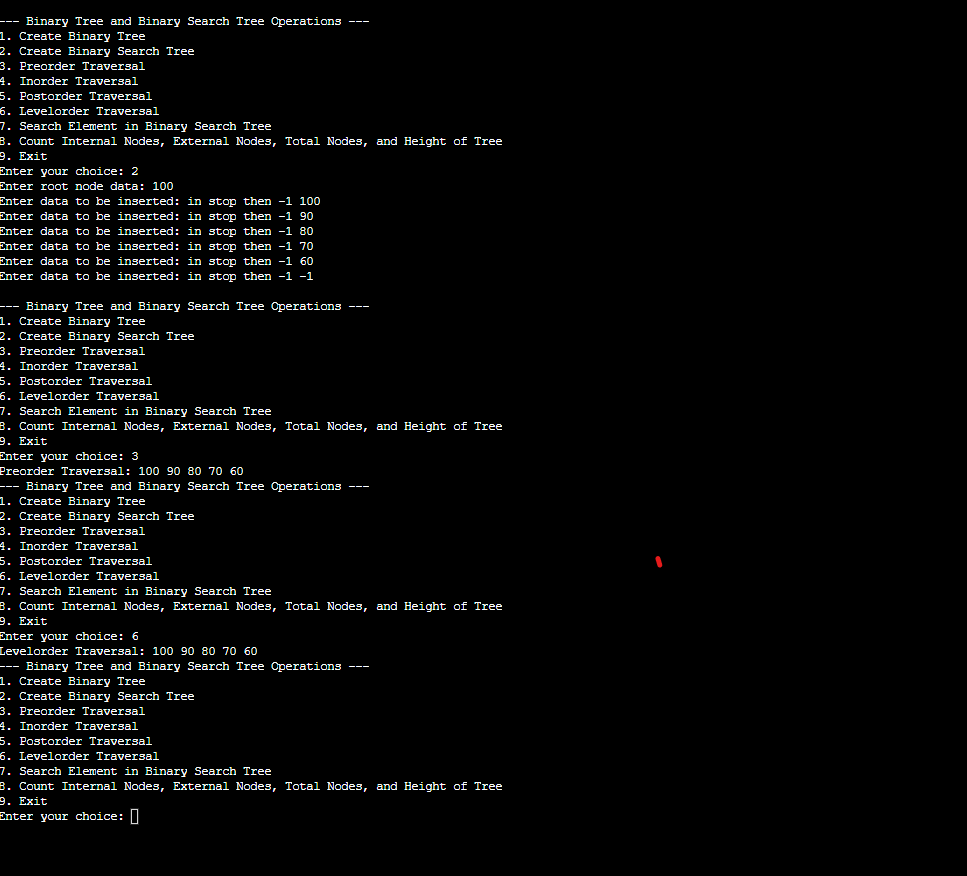 --- Binary Tree and Binary Search Tree Operations ---
1. Create Binary Tree
2. Create Binary Search Tree
3. Preorder Traversal
4. Inorder Traversal
5. Postorder Traversal
6. Levelorder Traversal
7. Search Element in Binary Search Tree
8. Count Internal Nodes, External Nodes, Total Nodes, and Height of Tree
9. Exit
Enter your choice: 2
Enter root node data: 100
Enter data to be inserted: in stop then -1 100
Enter data to be inserted: in stop then -1 90
Enter data to be inserted: in stop then -1 80
Enter data to be inserted: in stop then -1 70
Enter data to be inserted: in stop then -1 60
Enter data to be inserted: in stop then -1 -1
--- Binary Tree and Binary Search Tree Operations ---
1. Create Binary Tree
2. Create Binary Search Tree
3. Preorder Traversal
4. Inorder Traversal
5. Postorder Traversal
6. Levelorder Traversal
7. Search Element in Binary Search Tree
8. Count Internal Nodes, External Nodes, Total Nodes, and Height of Tree
9. Exit
Enter your choice: 3
Preorder Traversal: 100 90 80 70 60
--- Binary Tree and Binary Search Tree Operations ---
1. Create Binary Tree
2. Create Binary Search Tree
3. Preorder Traversal
4. Inorder Traversal
5. Postorder Traversal
6. Levelorder Traversal
7. Search Element in Binary Search Tree
8. Count Internal Nodes, External Nodes, Total Nodes, and Height of Tree
9. Exit
Enter your choice: 6
Levelorder Traversal: 100 90 80 70 60
--- Binary Tree and Binary Search Tree Operations ---
1. Create Binary Tree
2. Create Binary Search Tree
3. Preorder Traversal
4. Inorder Traversal
5. Postorder Traversal
6. Levelorder Traversal
7. Search Element in Binary Search Tree
8. Count Internal Nodes, External Nodes, Total Nodes, and Height of Tree
9. Exit
Enter your choice: